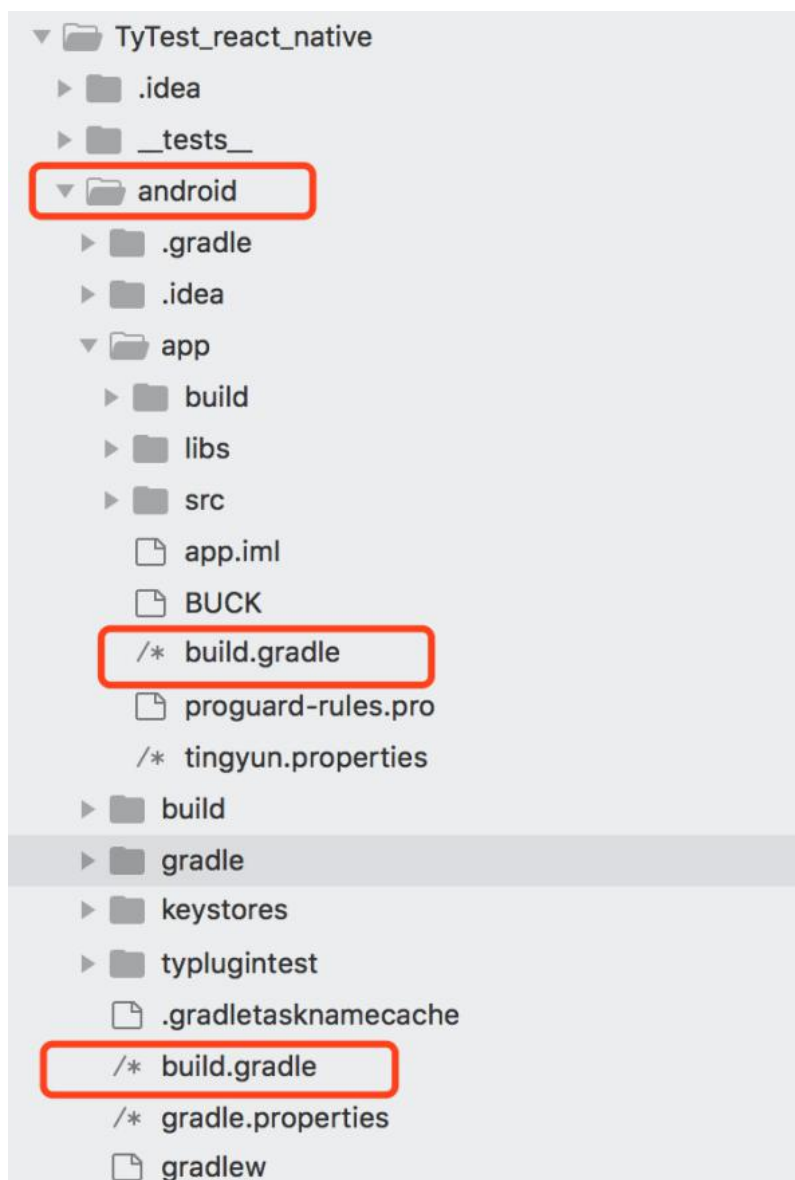 TyTest_react_native
.idea
__tests__
android
.gradle
.idea
app
build
libs
src
app.iml
BUCK
/* build.gradle
proguard-rules.pro
/* tingyun.properties
build
gradle
keystores
typlugintest
.gradletasknamecache
/* build.gradle
/* gradle.properties
gradlew